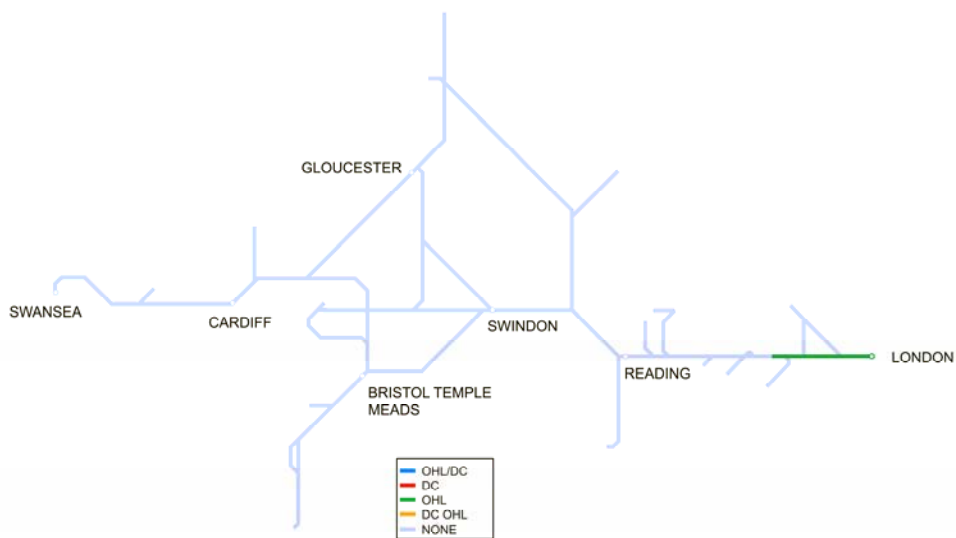 GLOUCESTER
SWANSEA
CARDIFF
SWINDON
LONDON
READING
BRISTOL TEMPLE
MEADS
OHL/DC
DC
OHL
DC OHL
NONE